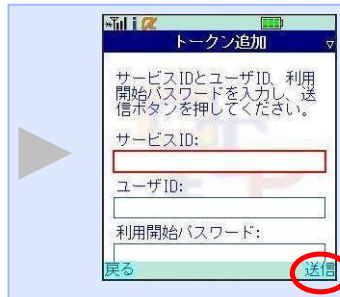 トークン追加
サービスIDとユーザID、利用
開始パスワードを入力し、送
信ボタンを押してください。
サービスID:
ユーザID:
利用開始パスワード:
戻る 送信